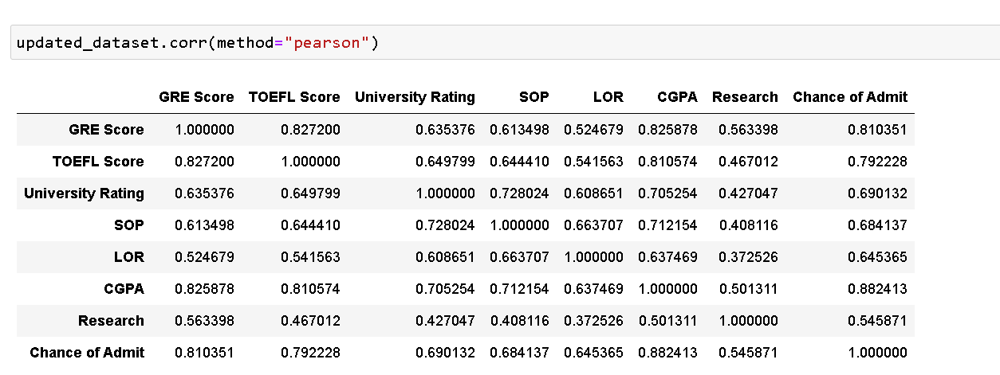 updated_dataset.corr(method="pearson")
GRE Score TOEFL Score University Rating SOP LOR CGPA Research Chance of Admit
GRE Score 1.000000 0.827200 0.635376 0.613498 0.524679 0.825878 0.563398 0.810351
TOEFL Score 0.827200 1.000000 0.649799 0.644410 0.541563 0.810574 0.467012 0.792228
University Rating 0.635376 0.649799 1.000000 0.728024 0.608651 0.705254 0.427047 0.690132
SOP 0.613498 0.644410 0.728024 1.000000 0.663707 0.712154 0.408116 0.684137
LOR 0.524679 0.541563 0.608651 0.663707 1.000000 0.637469 0.372526 0.645365
CGPA 0.825878 0.810574 0.705254 0.712154 0.637469 1.000000 0.501311 0.882413
Research 0.563398 0.467012 0.427047 0.408116 0.372526 0.501311 1.000000 0.545871
Chance of Admit 0.810351 0.792228 0.690132 0.684137 0.645365 0.882413 0.545871 1.000000